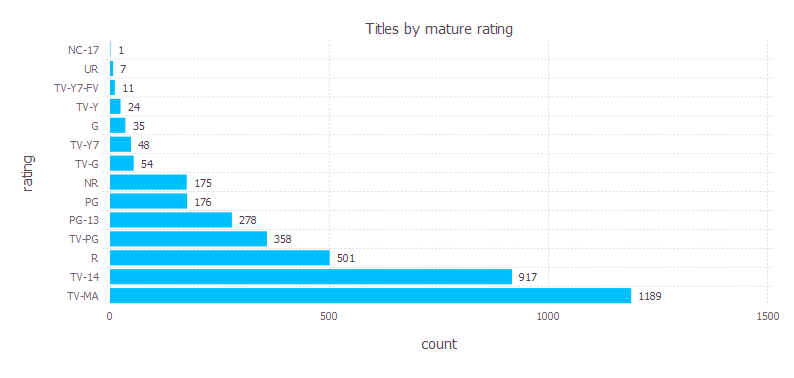 Titles by mature rating
NC-17 1
UR 7
TV-Y7-FV 11
TV-Y 24
G 35
TV-Y7 48
TV-G 54
NR 175
PG 176
PG-13 278
TV-PG 358
R 501
TV-14 917
TV-MA 1189
rating
0 500 1000 1500
count